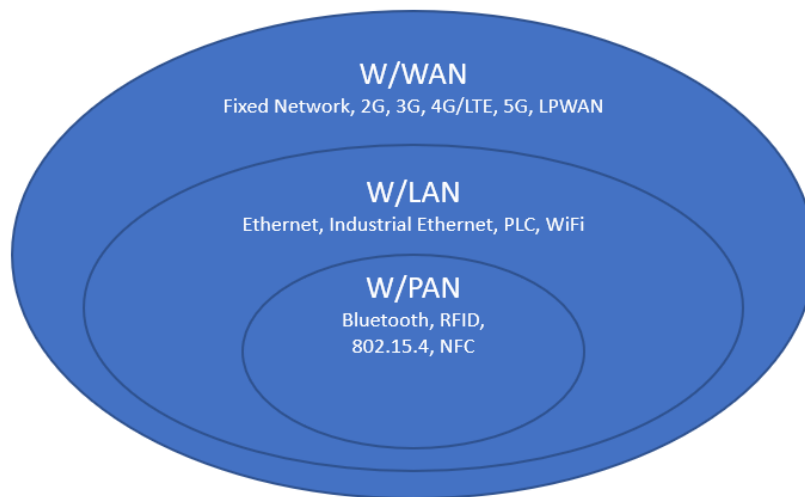 W/WAN
Fixed Network, 2G, 3G, 4G/LTE, 5G, LPWAN
W/LAN
Ethernet, Industrial Ethernet, PLC, WiFi
W/PAN
Bluetooth, RFID,
802.15.4, NFC